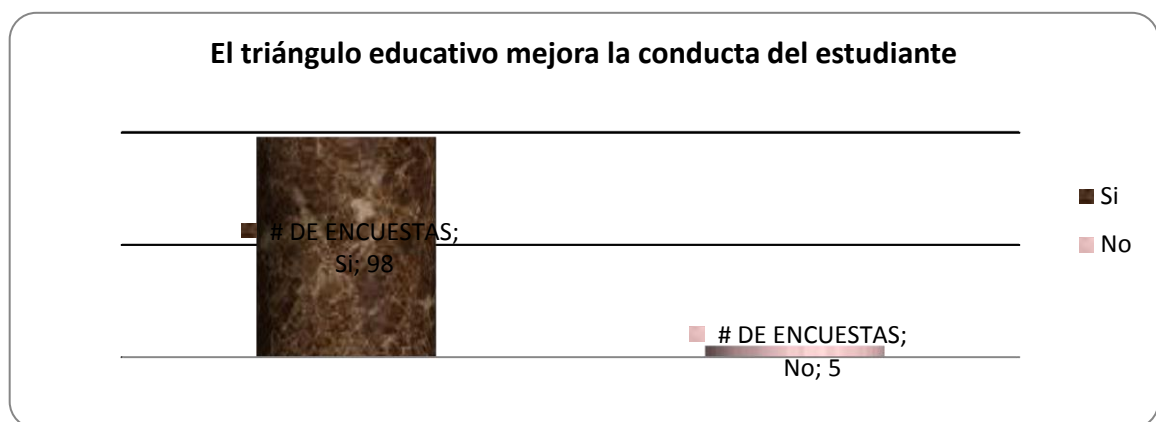 El triángulo educativo mejora la conducta del estudiante
# DE ENCUESTAS;
Si; 98
# DE ENCUESTAS;
No; 5
Si
No